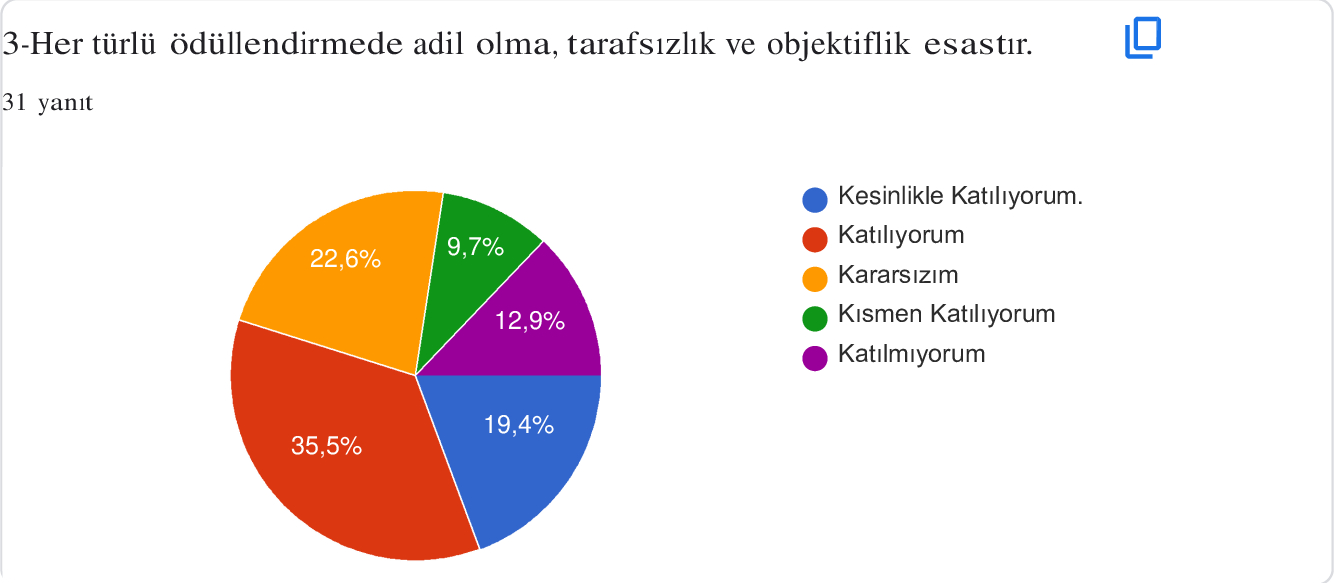 3-Her türlü ödüllendirmede adil olma, tarafsızlık ve objektiflik esastır.
31 yanıt
Kesinlikle Katılıyorum.
Katılıyorum
Kararsızım
Kısmen Katılıyorum
Katılmıyorum
9,7%
22,6%
12,9%
19,4%
35,5%